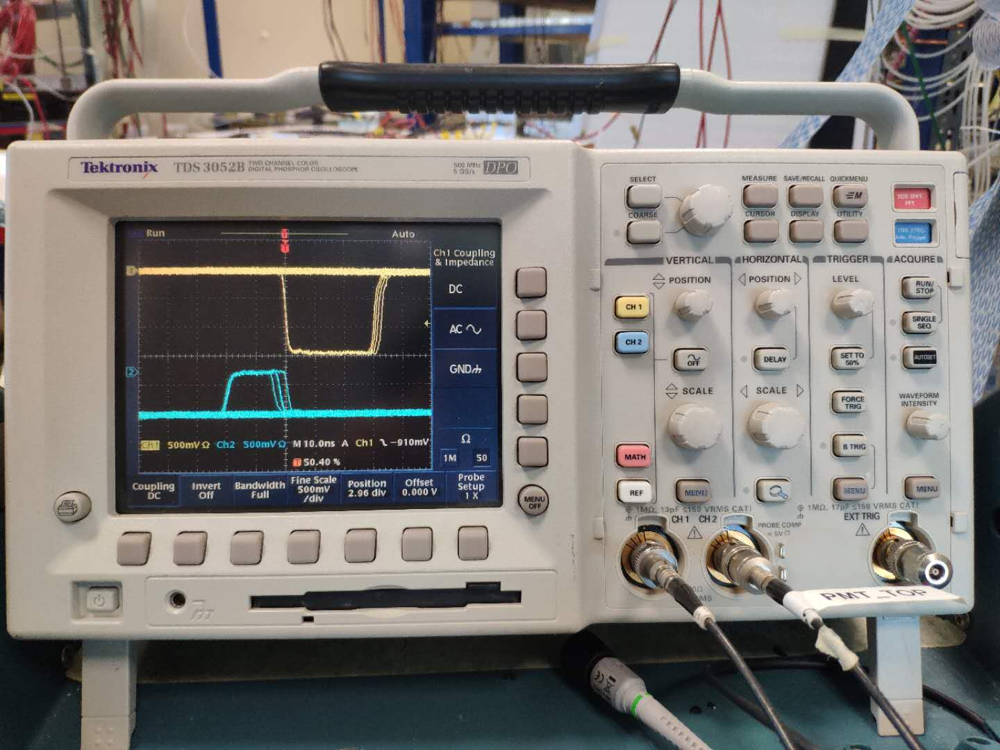 Tektronix TDS 3052B TWO CHANNEL COLOR DIGITAL PHOSPHOR OSCILLOSCOPE 500 MHz 5 GS/s DPO
Run Auto
T
T
Ch1 Coupling
& Impedance
DC
AC
GND
Ω
1M 50
1
2
Ch1 500mV Ω Ch2 500mV Ω M 10.0ns A Ch1 -910mV
T 50.40 %
Coupling
DC
Invert
Off
Bandwidth
Full
Fine Scale
500mV
/div
Position
2.96 div
Offset
0.000 V
Probe
Setup
1 X
MENU
OFF
SELECT
COARSE
MEASURE SAVE/RECALL QUICKMENU
M
CURSOR DISPLAY UTILITY
TDS 3FFT
FFT
TDS 3TRG
Adv. Trigger
VERTICAL HORIZONTAL TRIGGER ACQUIRE
POSITION POSITION LEVEL
RUN/
STOP
CH 1
SINGLE
SEQ
CH 2
OFF
DELAY
SET TO
50%
AUTOSET
SCALE SCALE
FORCE
TRIG
WAVEFORM
INTENSITY
B TRIG
MATH
REF
MENU
MENU
MENU
1MΩ, 13pF ≤150 VRMS CAT I
1MΩ, 17pF ≤150 VRMS CAT I
CH 1 CH 2
EXT TRIG
PROBE COMP
≈ 5V
PMT_TOP
CE